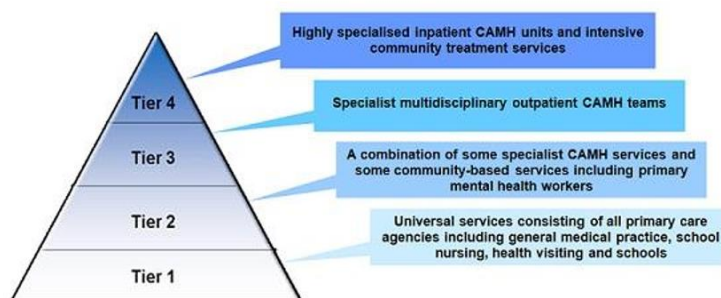 Highly specialised inpatient CAMH units and intensive
community treatment services
Tier 4
Specialist multidisciplinary outpatient CAMH teams
Tier 3
A combination of some specialist CAMH services and
some community-based services including primary
mental health workers
Tier 2
Universal services consisting of all primary care
agencies including general medical practice, school
nursing, health visiting and schools
Tier 1